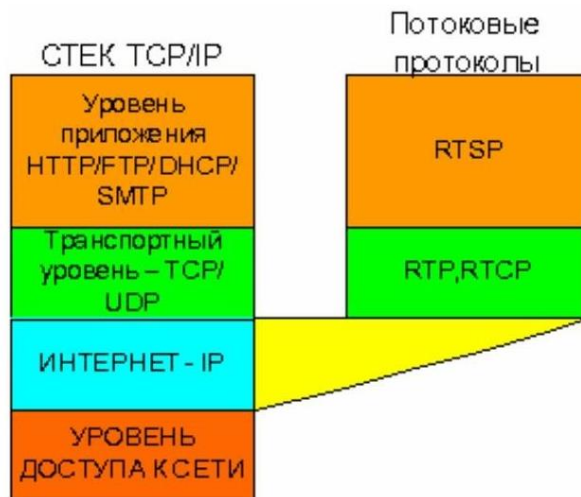 СТЕК TCP/IP
Уровень
приложения
HTTP/FTP/DHCP/
SMTP
Транспортный
уровень – TCP/
UDP
ИНТЕРНЕТ - IP
УРОВЕНЬ
ДОСТУПА К СЕТИ
Потоковые
протоколы
RTSP
RTP,RTCP